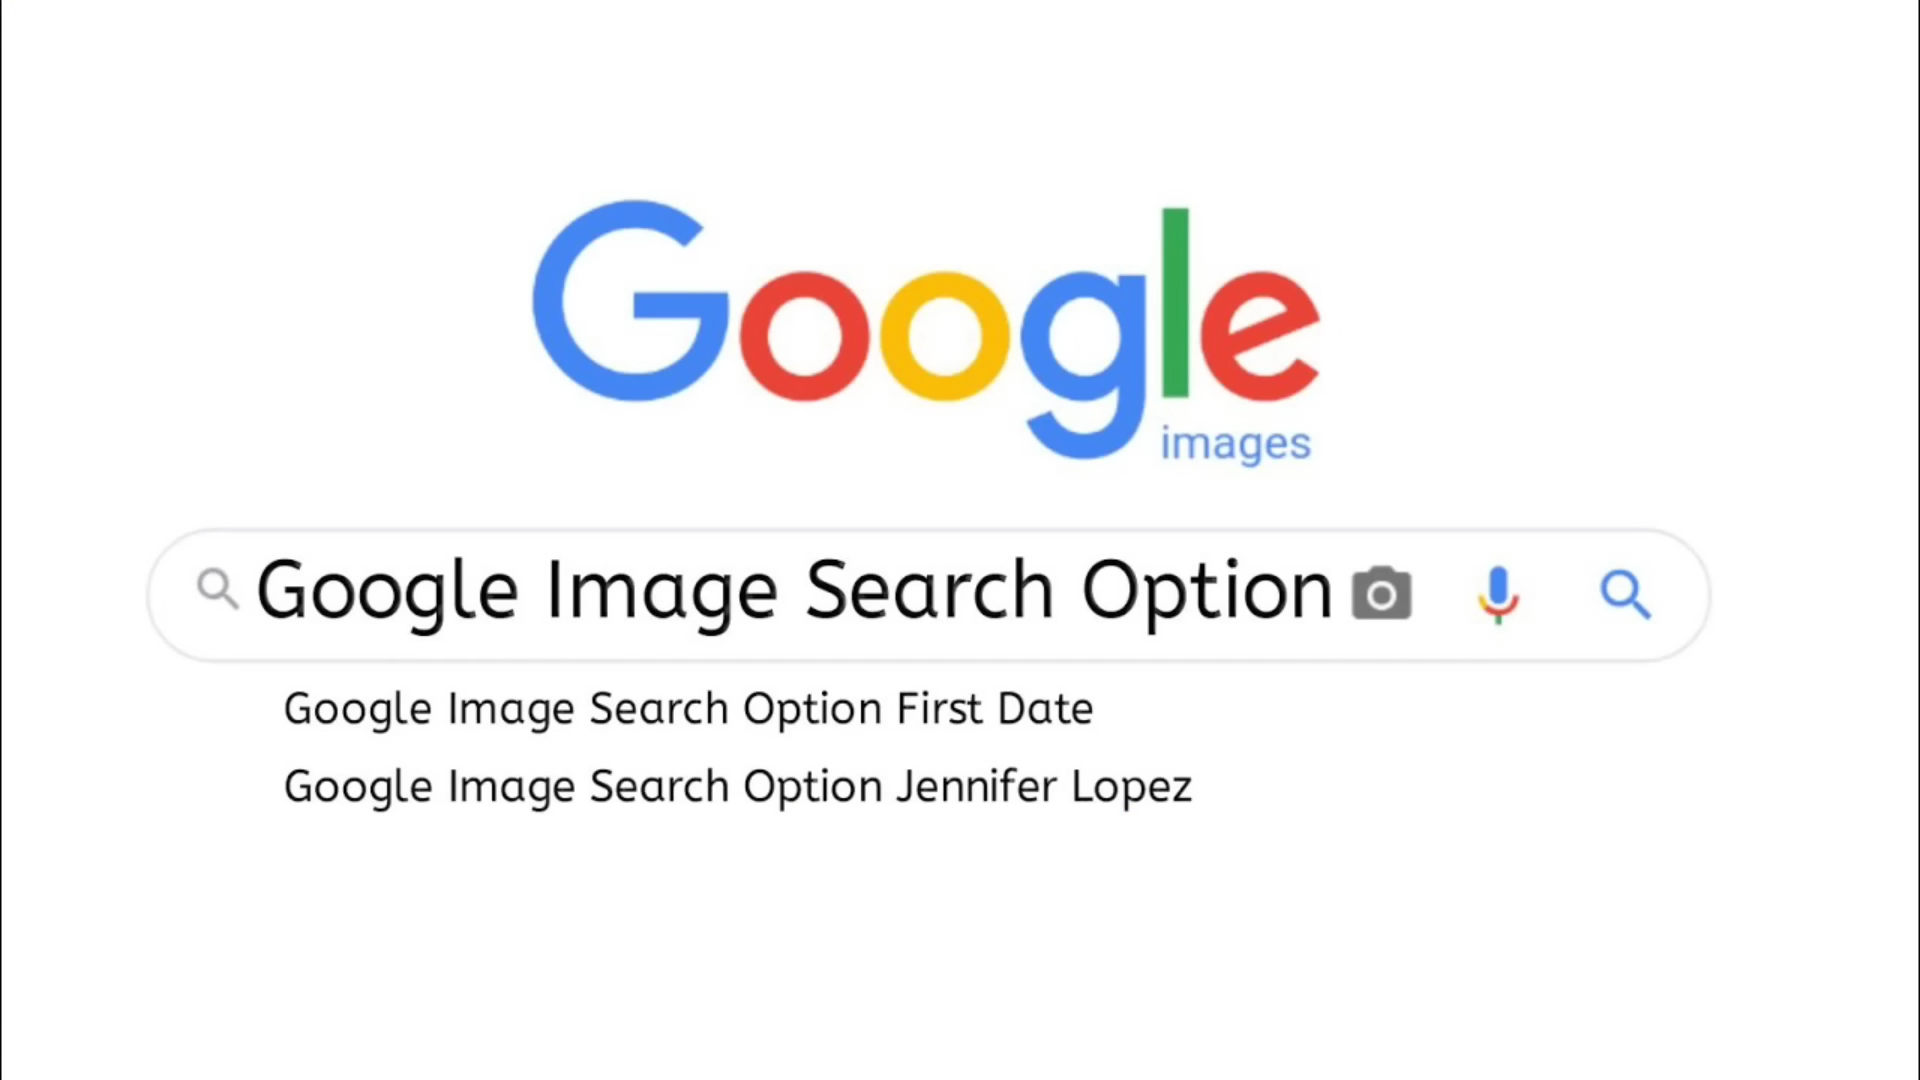 Google
images
Google Image Search Option
Google Image Search Option First Date
Google Image Search Option Jennifer Lopez